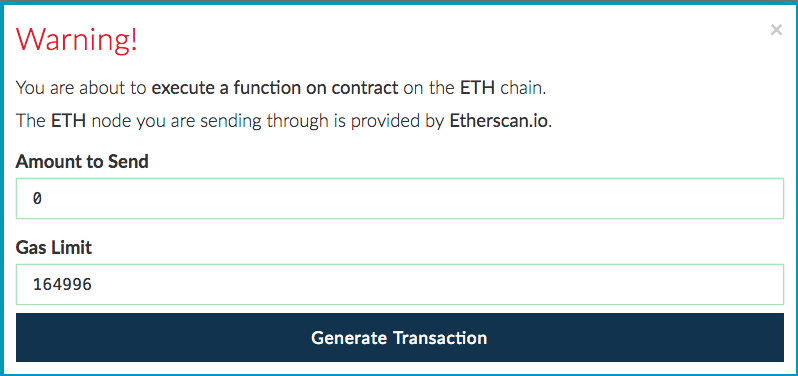 Warning!
×
You are about to execute a function on contract on the ETH chain.
The ETH node you are sending through is provided by Etherscan.io.
Amount to Send
0
Gas Limit
164996
Generate Transaction